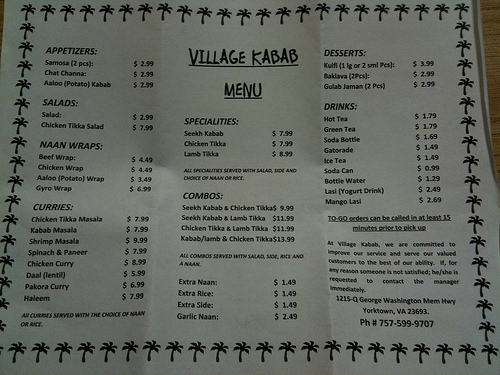 APPETIZERS:
Samosa (2 pcs): $ 2.99
Chat Channa: $ 2.99
Aaloo (Potato) Kabab $ 2.99
SALADS:
Salad: $ 2.99
Chicken Tikka Salad $ 7.99
NAAN WRAPS:
Beef Wrap: $ 4.49
Chicken Wrap $ 4.49
Aaloo (Potato) Wrap $ 3.49
Gyro Wrap $ 6.99
CURRIES:
Chicken Tikka Masala $ 7.99
Kabab Masala $ 7.99
Shrimp Masala $ 9.99
Spinach & Paneer $ 7.99
Chicken Curry $ 8.99
Daal (lentil) $ 5.99
Pakora Curry $ 6.99
Haleem $ 7.99
ALL CURRIES SERVED WITH THE CHOICE OF NAAN
OR RICE.
VILLAGE KABAB
MENU
SPECIALITIES:
Seekh Kabab $ 7.99
Chicken Tikka $ 7.99
Lamb Tikka $ 8.99
ALL SPECIALITIES SERVED WITH SALAD, SIDE AND
CHOICE OF NAAN OR RICE.
COMBOS:
Seekh Kabab & Chicken Tikka$ 9.99
Seekh Kabab & Lamb Tikka $11.99
Chicken Tikka & Lamb Tikka $11.99
Kabab/lamb & Chicken Tikka$13.99
ALL COMBOS SERVED WITH SALAD, SIDE, RICE AND
A NAAN.
Extra Naan: $ 1.49
Extra Rice: $ 1.49
Extra Side: $ 1.49
Garlic Naan: $ 2.49
DESSERTS:
Kulfi (1 lg or 2 sml Pcs): $ 3.99
Baklava (2Pcs): $ 2.99
Gulab Jaman (2 Pcs) $ 2.99
DRINKS:
Hot Tea $ 1.79
Green Tea $ 1.79
Soda Bottle $ 1.69
Gatorade $ 1.49
Ice Tea $ 1.49
Soda Can $ 0.99
Bottle Water $ 1.29
Lasi (Yogurt Drink) $ 2.49
Mango Lasi $ 2.69
TO-GO orders can be called in at least 15
minutes prior to pick up
At Village Kabab, we are committed to
improve our service and serve our valued
customers to the best of our ability. If, for
any reason someone is not satisfied; he/she is
requested to contact the manager
immediately.
1215-Q George Washington Mem Hwy
Yorktown, VA 23693.
Ph # 757-599-9707